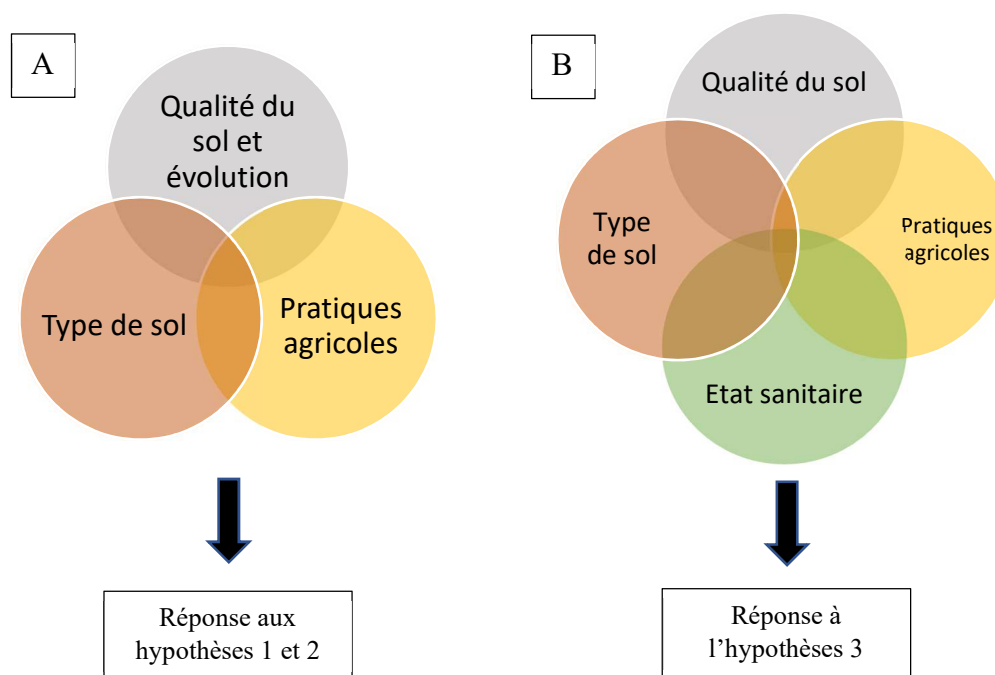 A
Qualité du
sol et
évolution
Type de sol
Pratiques
agricoles
Réponse aux
hypothèses 1 et 2
B
Qualité du sol
Type
de sol
Pratiques
agricoles
Etat sanitaire
Réponse à
l’hypothèses 3